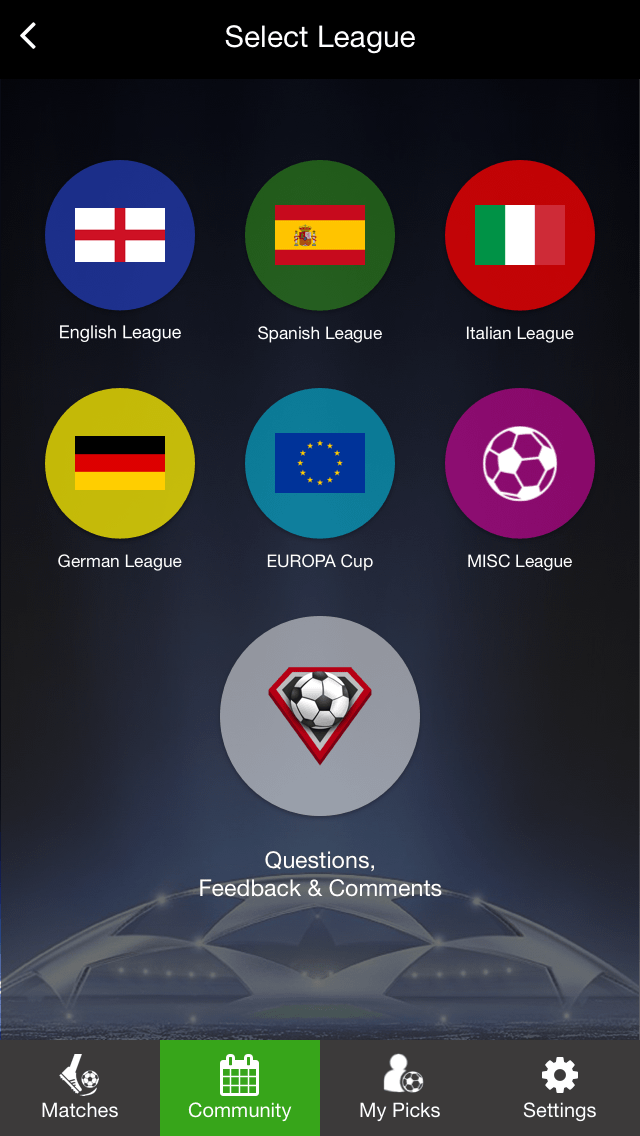 Select League
English League
Spanish League
Italian League
German League
EUROPA Cup
MISC League
Questions,
Feedback & Comments
Matches
Community
My Picks
Settings